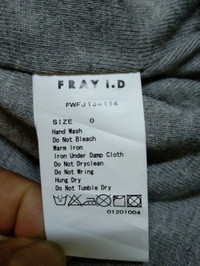 FRAY I.D
FWFJ184114
SIZE 0
Hand Wash
Do Not Bleach
Warm Iron
Iron Under Damp Cloth
Do Not Dryclean
Do Not Wring
Hung Dry
Do Not Tumble Dry
01201004